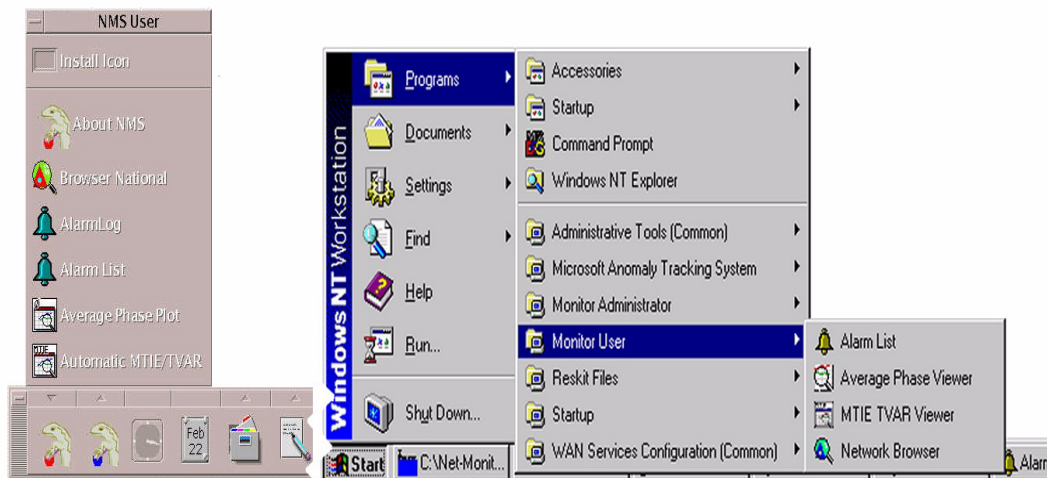 NMS User
Install Icon
About NMS
Browser National
AlarmLog
Alarm List
Average Phase Plot
Automatic MTIE/TVAR
Feb
22
Windows NT Workstation
Programs
Documents
Settings
Find
Help
Run...
Shut Down...
Accessories
Startup
Command Prompt
Windows NT Explorer
Administrative Tools (Common)
Microsoft Anomaly Tracking System
Monitor Administrator
Monitor User
Reskit Files
Startup
WAN Services Configuration (Common)
Alarm List
Average Phase Viewer
MTIE TVAR Viewer
Network Browser
Start
C:\Net-Monit...
Alarm